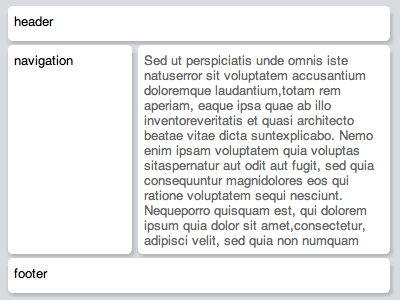 header
navigation
Sed ut perspiciatis unde omnis iste
natuserror sit voluptatem accusantium
doloremque laudantium,totam rem
aperiam, eaque ipsa quae ab illo
inventoreveritatis et quasi architecto
beatae vitae dicta suntexplicabo. Nemo
enim ipsam voluptatem quia voluptas
sitaspernatur aut odit aut fugit, sed quia
consequuntur magnidolores eos qui
ratione voluptatem sequi nesciunt.
Nequeporro quisquam est, qui dolorem
ipsum quia dolor sit amet,consectetur,
adipisci velit, sed quia non numquam
footer